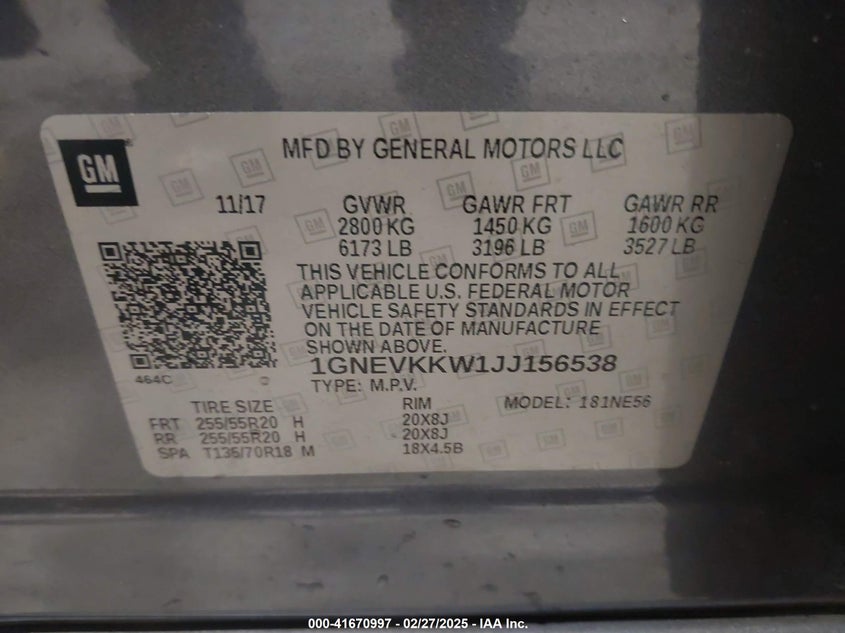 GM
MFD BY GENERAL MOTORS LLC
11/17 GVWR GAWR FRT GAWR RR
2800 KG 1450 KG 1600 KG
6173 LB 3196 LB 3527 LB
THIS VEHICLE CONFORMS TO ALL
APPLICABLE U.S. FEDERAL MOTOR
VEHICLE SAFETY STANDARDS IN EFFECT
ON THE DATE OF MANUFACTURE
SHOWN ABOVE.
464C 1GNEVKKW1JJ156538
TYPE: M.P.V.
TIRE SIZE RIM MODEL: 181NE56
FRT 255/55R20 H 20X8J
RR 255/55R20 H 20X8J
SPA T135/70R18 M 18X4.5B
000-41670997 - 02/27/2025 - IAA Inc.